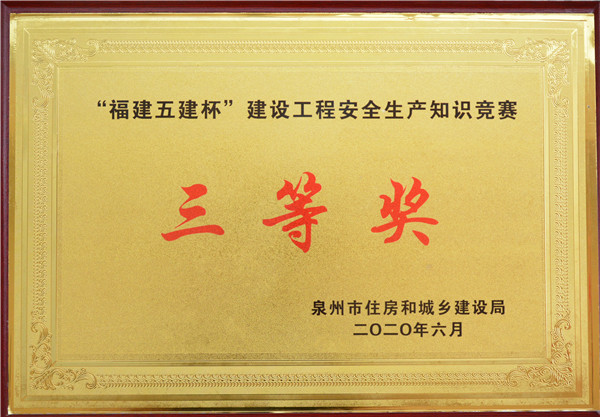 “福建五建杯”建设工程安全生产知识竞赛
三等奖
泉州市住房和城乡建设局
二〇二〇年六月